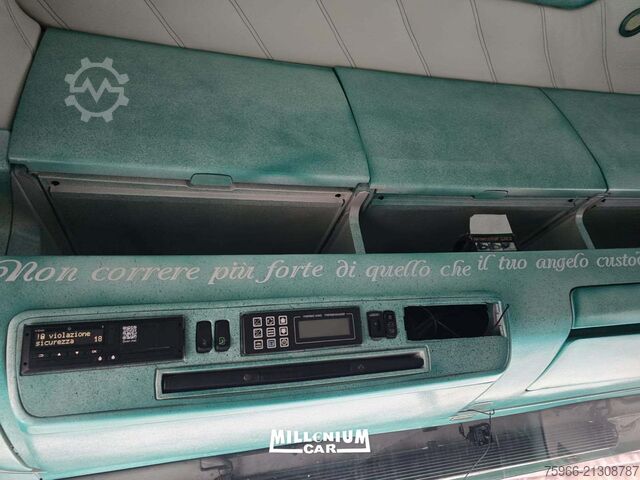 Non correre più forte di quello che il tuo angelo custo
!A violazione
sicurezza 18
MILLENIUM
CAR
75966-21308787